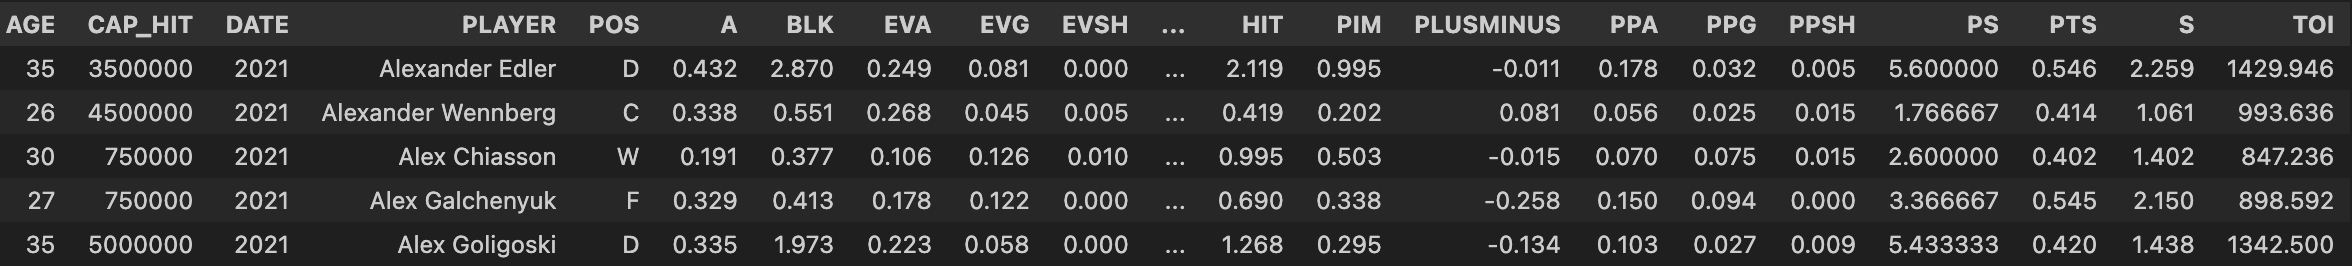 AGE CAP_HIT DATE PLAYER POS A BLK EVA EVG EVSH ... HIT PIM PLUSMINUS PPA PPG PPSH PS PTS S TOI
35 3500000 2021 Alexander Edler D 0.432 2.870 0.249 0.081 0.000 ... 2.119 0.995 -0.011 0.178 0.032 0.005 5.600000 0.546 2.259 1429.946
26 4500000 2021 Alexander Wennberg C 0.338 0.551 0.268 0.045 0.005 ... 0.419 0.202 0.081 0.056 0.025 0.015 1.766667 0.414 1.061 993.636
30 750000 2021 Alex Chiasson W 0.191 0.377 0.106 0.126 0.010 ... 0.995 0.503 -0.015 0.070 0.075 0.015 2.600000 0.402 1.402 847.236
27 750000 2021 Alex Galchenyuk F 0.329 0.413 0.178 0.122 0.000 ... 0.690 0.338 -0.258 0.150 0.094 0.000 3.366667 0.545 2.150 898.592
35 5000000 2021 Alex Goligoski D 0.335 1.973 0.223 0.058 0.000 ... 1.268 0.295 -0.134 0.103 0.027 0.009 5.433333 0.420 1.438 1342.500